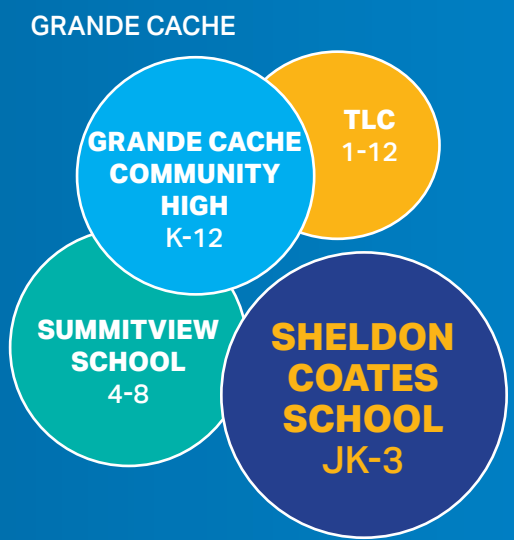 GRANDE CACHE
TLC
1-12
GRANDE CACHE
COMMUNITY
HIGH
K-12
SUMMITVIEW
SCHOOL
4-8
SHELDON
COATES
SCHOOL
JK-3